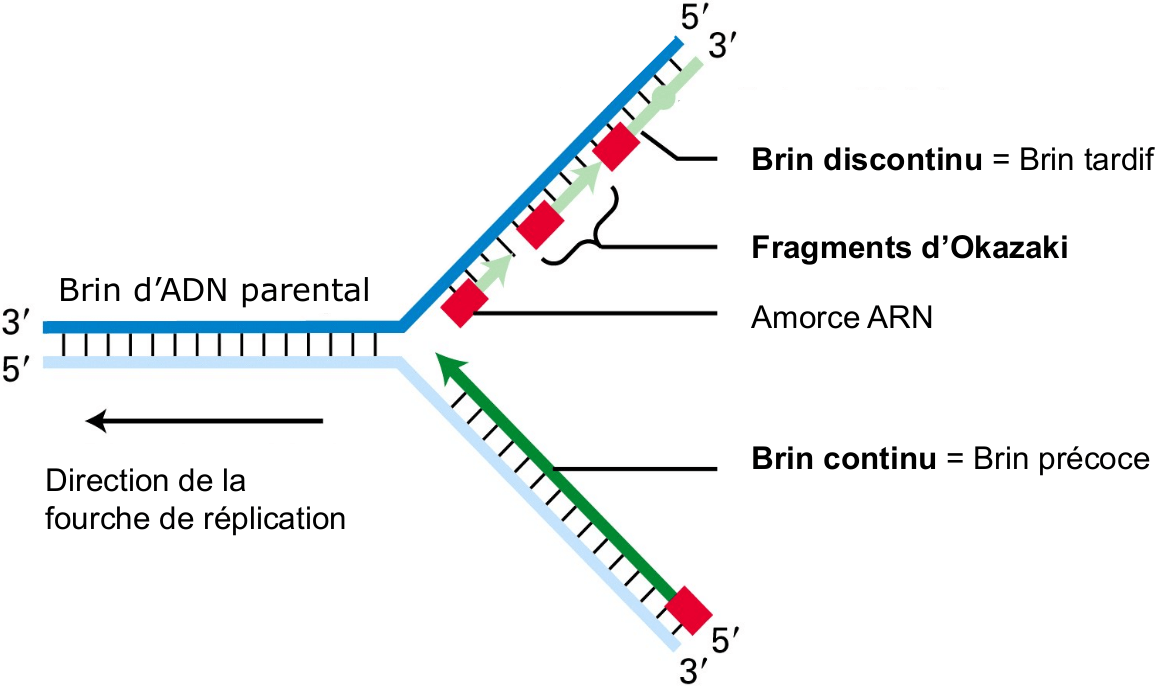 5′
3′
Brin discontinu = Brin tardif
Fragments d’Okazaki
Brin d’ADN parental
Amorce ARN
3′
5′
Brin continu = Brin précoce
Direction de la
fourche de réplication
5′
3′